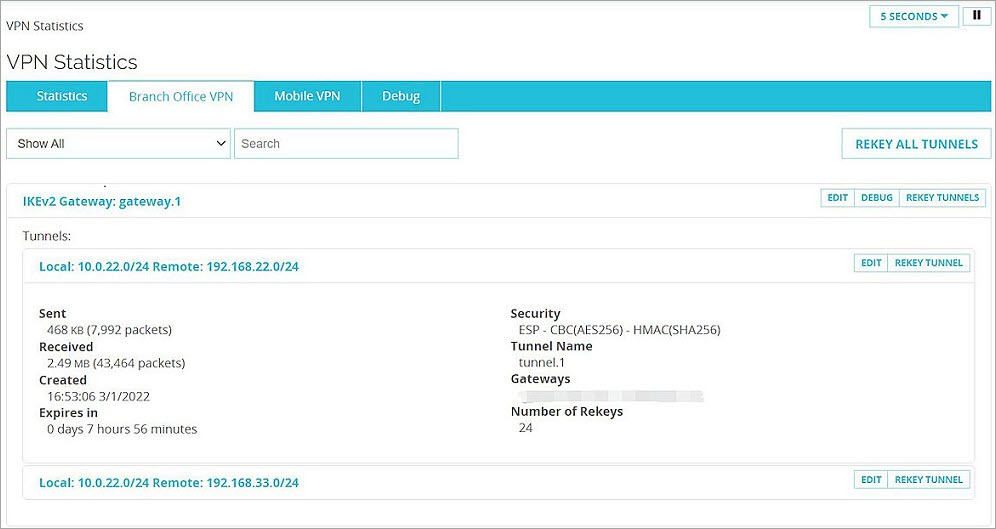 5 SECONDS
VPN Statistics
VPN Statistics
Statistics Branch Office VPN Mobile VPN Debug
Show All Search REKEY ALL TUNNELS
IKEv2 Gateway: gateway.1 EDIT DEBUG REKEY TUNNELS
Tunnels:
Local: 10.0.22.0/24 Remote: 192.168.22.0/24 EDIT REKEY TUNNEL
Sent
468 KB (7,992 packets)
Received
2.49 MB (43,464 packets)
Created
16:53:06 3/1/2022
Expires in
0 days 7 hours 56 minutes
Security
ESP - CBC(AES256) - HMAC(SHA256)
Tunnel Name
tunnel.1
Gateways
Number of Rekeys
24
Local: 10.0.22.0/24 Remote: 192.168.33.0/24 EDIT REKEY TUNNEL